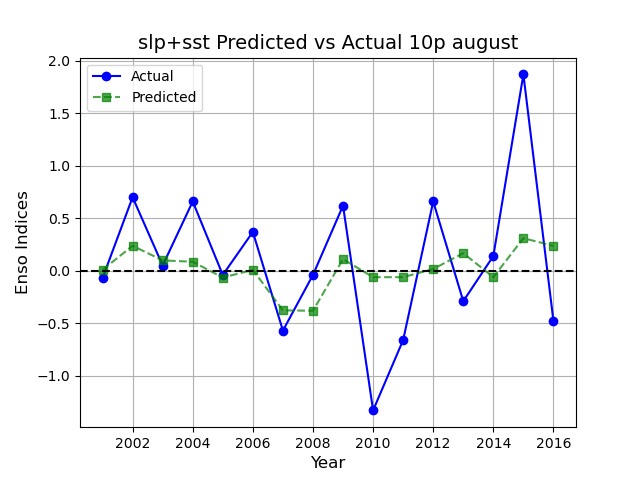 slp+sst Predicted vs Actual 10p august
Actual
Predicted
2.0
1.5
1.0
0.5
0.0
−0.5
−1.0
Enso Indices
2002 2004 2006 2008 2010 2012 2014 2016
Year